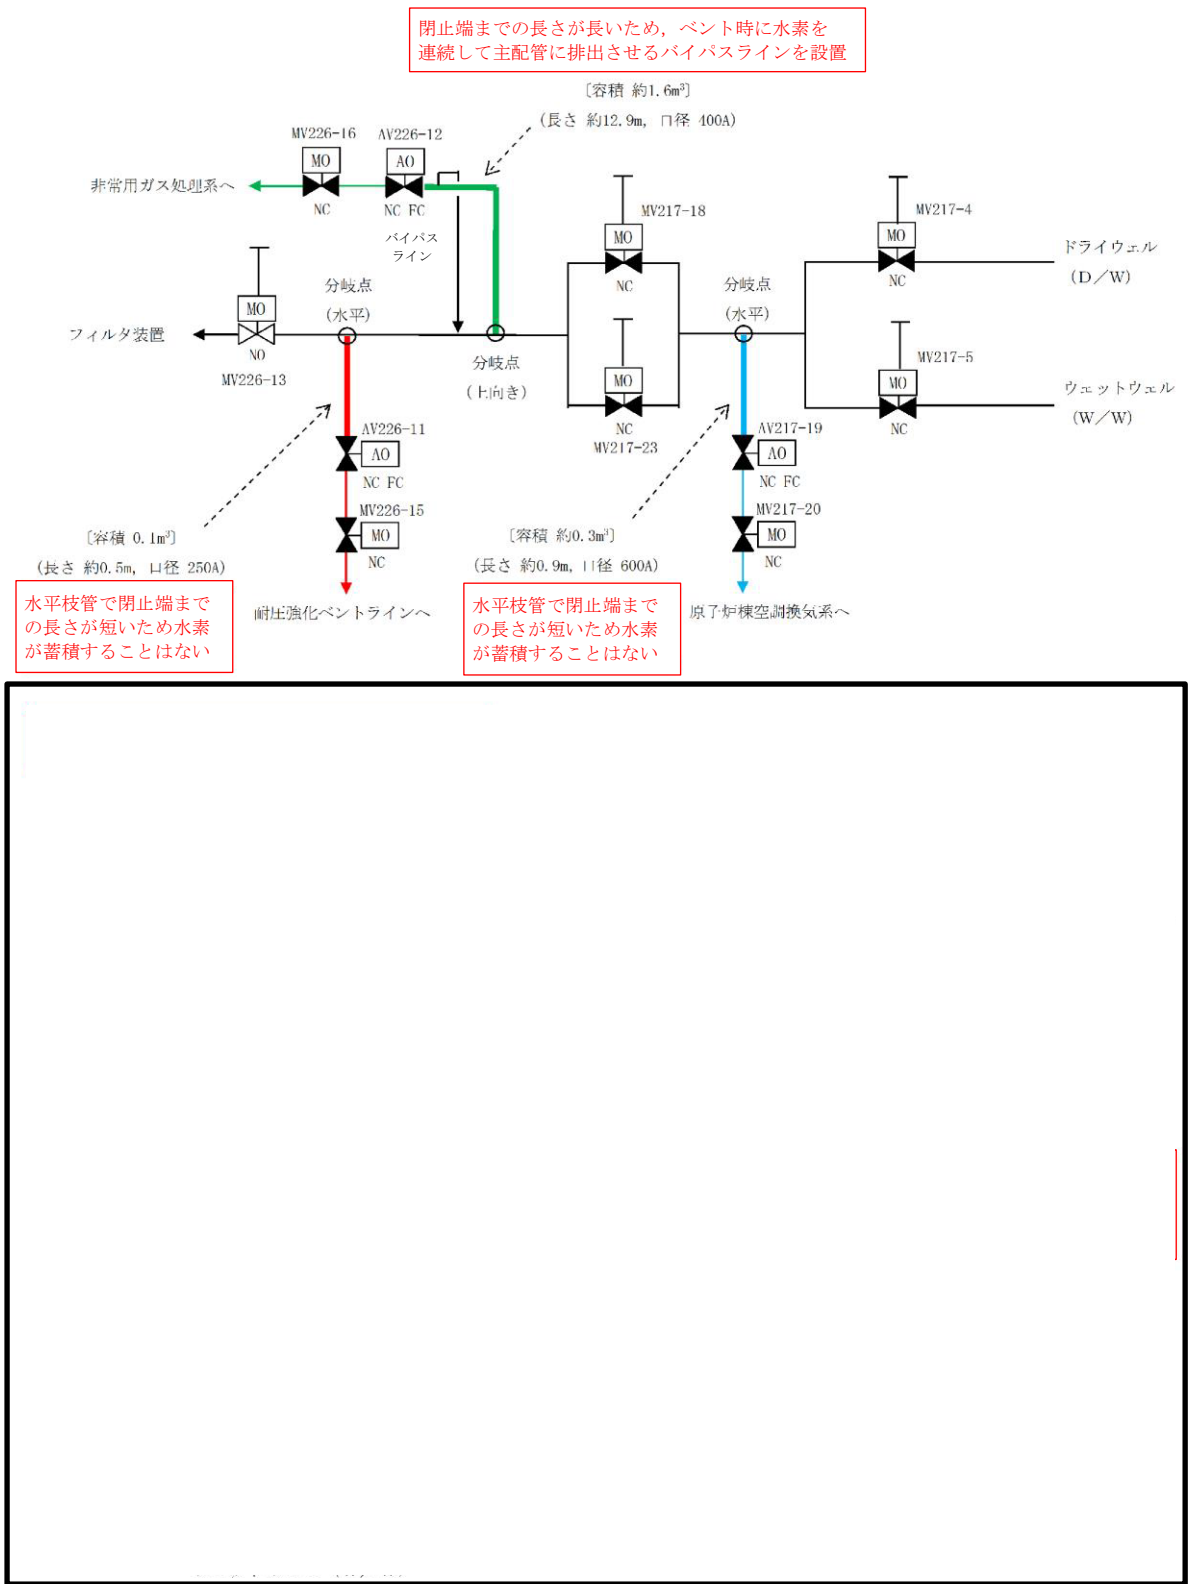 閉止端までの長さが長いため，ベント時に水素を
連続して主配管に排出させるバイパスラインを設置
〔容積 約1.6m³〕
(長さ 約12.9m, 口径 400A)
MV226-16
AV226-12
MO
AO
非常用ガス処理系へ
NC
NC FC
バイパス
ライン
MV217-18
MO
NC
MV217-4
MO
NC
ドライウェル
(D／W)
分岐点
(水平)
分岐点
(水平)
MO
フィルタ装置
NO
MV226-13
分岐点
(上向き)
MO
NC
MV217-23
MV217-5
MO
NC
ウェットウェル
(W／W)
AV226-11
AO
NC FC
MV226-15
MO
NC
AV217-19
AO
NC FC
MV217-20
MO
NC
〔容積 0.1m³〕
(長さ 約0.5m, 口径 250A)
〔容積 約0.3m³〕
(長さ 約0.9m, 口径 600A)
水平枝管で閉止端まで
の長さが短いため水素
が蓄積することはない
耐圧強化ベントラインへ
水平枝管で閉止端まで
の長さが短いため水素
が蓄積することはない
原子炉棟空調換気系へ